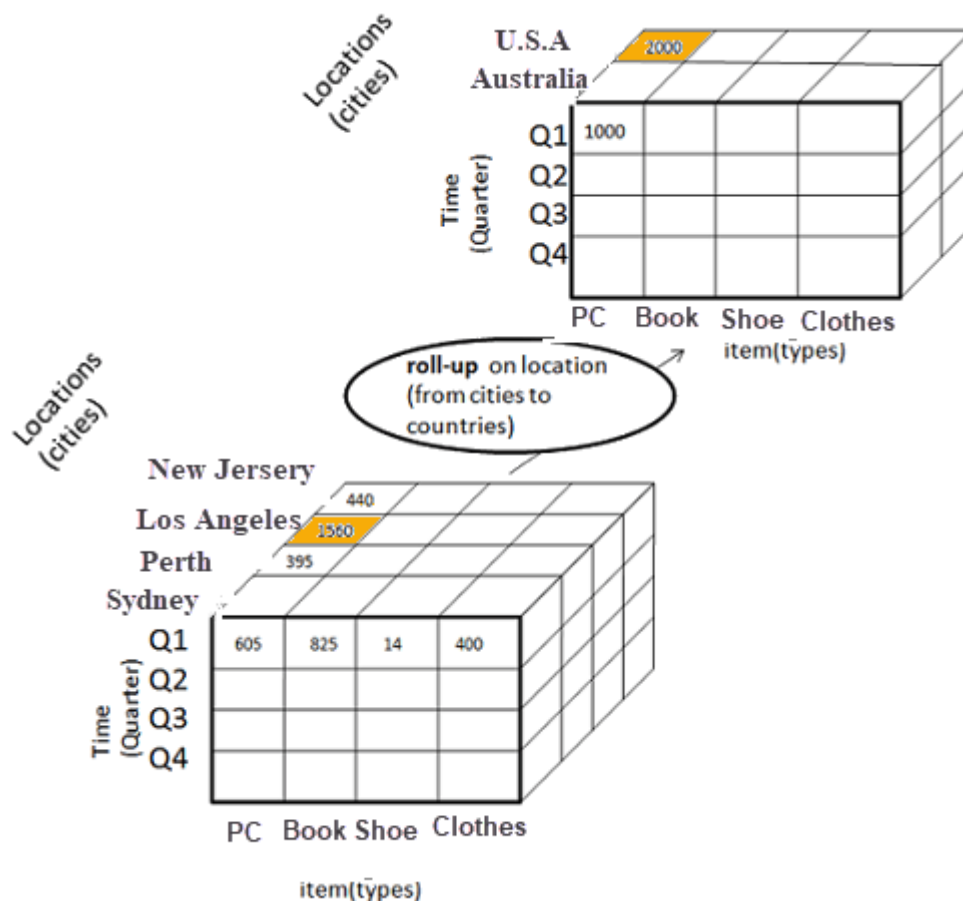 Locations
(cities)
U.S.A
2000
Australia
Q1
1000
Q2
Q3
Q4
Time
(Quarter)
PC Book Shoe Clothes
item(types)
roll-up on location
(from cities to
countries)
Locations
(cities)
New Jersery
440
Los Angeles
1560
Perth
395
Sydney
Q1
605 825 14 400
Q2
Q3
Q4
Time
(Quarter)
PC Book Shoe Clothes
item(types)